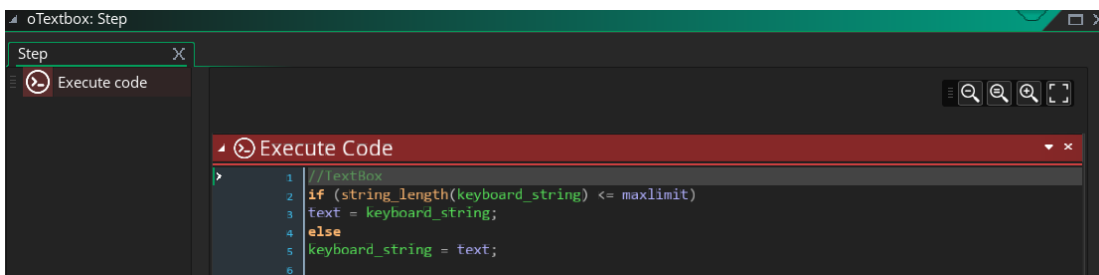 oTextbox: Step
Step
Execute code
Execute Code
1 //TextBox
2 if (string_length(keyboard_string) <= maxlimit)
3 text = keyboard_string;
4 else
5 keyboard_string = text;
6